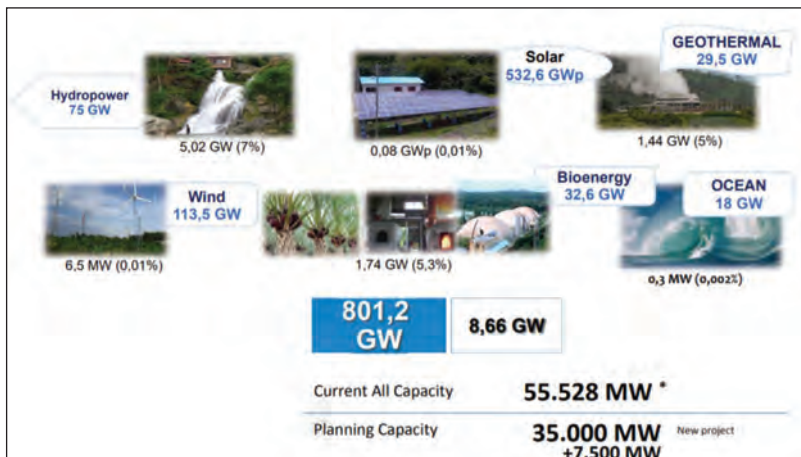 Hydropower
75 GW
5,02 GW (7%)
Solar
532,6 GWp
0,08 GWp (0,01%)
GEOTHERMAL
29,5 GW
1,44 GW (5%)
Wind
113,5 GW
6,5 MW (0,01%)
Bioenergy
32,6 GW
1,74 GW (5,3%)
OCEAN
18 GW
0,3 MW (0,002%)
801,2
GW
8,66 GW
Current All Capacity 55.528 MW *
Planning Capacity 35.000 MW New project
+7.500 MW